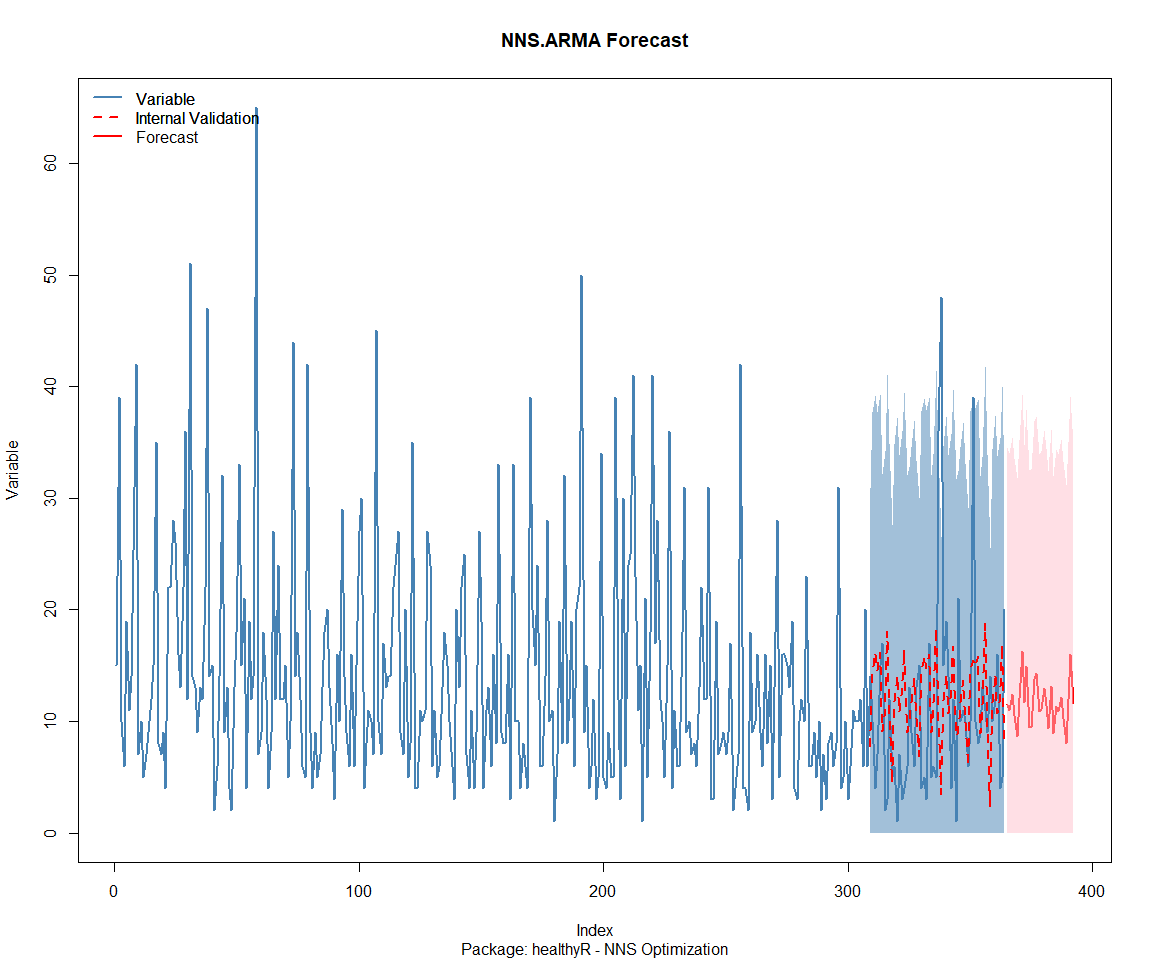 NNS.ARMA Forecast
Variable
Internal Validation
Forecast
Variable
60
50
40
30
20
10
0
0 100 200 300 400
Index
Package: healthyR - NNS Optimization